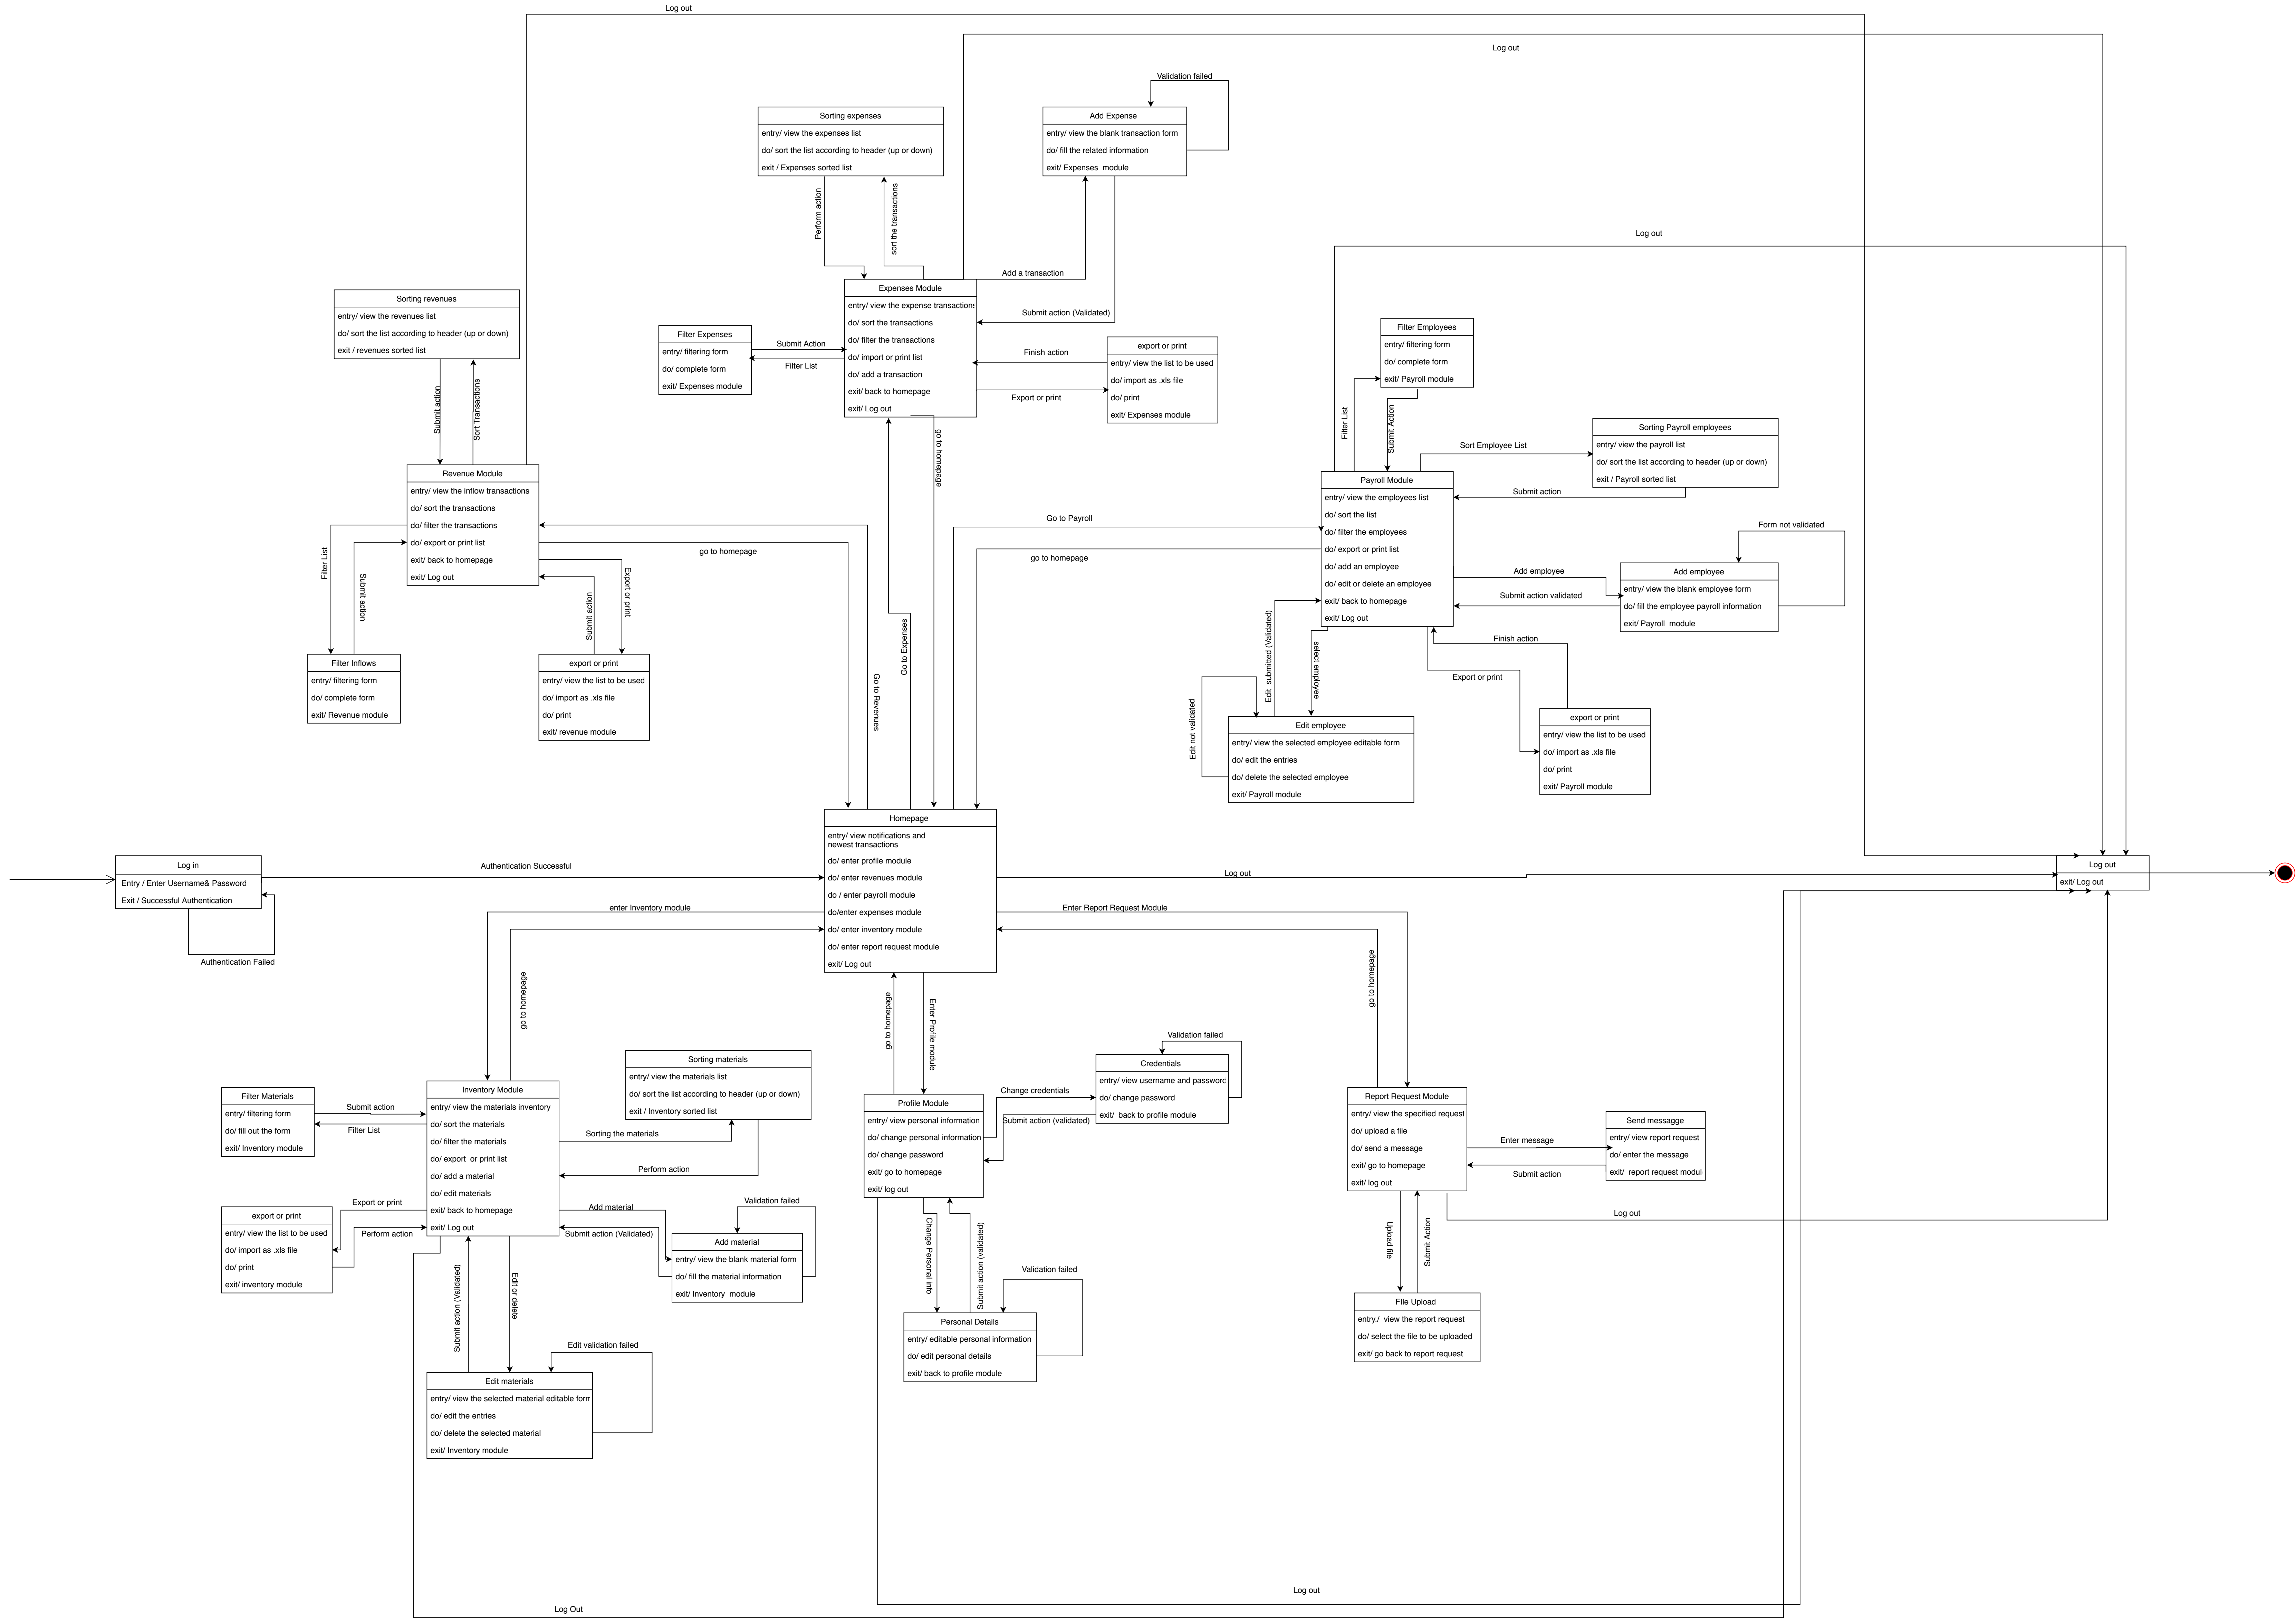 Log out
Log out
Validation failed
Sorting expenses
entry/ view the expenses list
do/ sort the list according to header (up or down)
exit / Expenses sorted list
Add Expense
entry/ view the blank transaction form
do/ fill the related information
exit/ Expenses  module
Perform action
sort the transactions
Log out
Add a transaction
Expenses Module
entry/ view the expense transactions
do/ sort the transactions
do/ filter the transactions
do/ import or print list
do/ add a transaction
exit/ back to homepage
exit/ Log out
Submit action (Validated)
Sorting revenues
entry/ view the revenues list
do/ sort the list according to header (up or down)
exit / revenues sorted list
Filter Expenses
entry/ filtering form
do/ complete form
exit/ Expenses module
Submit Action
Filter List
Finish action
Export or print
export or print
entry/ view the list to be used
do/ import as .xls file
do/ print
exit/ Expenses module
Filter Employees
entry/ filtering form
do/ complete form
exit/ Payroll module
Submit action
Sort Transactions
go to homepage
Filter List
Submit Action
Sort Employee List
Sorting Payroll employees
entry/ view the payroll list
do/ sort the list according to header (up or down)
exit / Payroll sorted list
Submit action
Revenue Module
entry/ view the inflow transactions
do/ sort the transactions
do/ filter the transactions
do/ export or print list
exit/ back to homepage
exit/ Log out
Payroll Module
entry/ view the employees list
do/ sort the list
do/ filter the employees
do/ export or print list
do/ add an employee
do/ edit or delete an employee
exit/ back to homepage
exit/ Log out
Go to Payroll
go to homepage
go to homepage
Form not validated
Add employee
Submit action validated
Add employee
entry/ view the blank employee form
do/ fill the employee payroll information
exit/ Payroll  module
Filter List
Submit action
Submit action
Export or print
Filter Inflows
entry/ filtering form
do/ complete form
exit/ Revenue module
export or print
entry/ view the list to be used
do/ import as .xls file
do/ print
exit/ revenue module
Go to Revenues
Go to Expenses
Edit  submitted (Validated)
select employee
Finish action
Export or print
Edit not validated
Edit employee
entry/ view the selected employee editable form
do/ edit the entries
do/ delete the selected employee
exit/ Payroll module
export or print
entry/ view the list to be used
do/ import as .xls file
do/ print
exit/ Payroll module
Log in
Entry / Enter Username& Password
Exit / Successful Authentication
Authentication Failed
Authentication Successful
Homepage
entry/ view notifications and
newest transactions
do/ enter profile module
do/ enter revenues module
do / enter payroll module
do/enter expenses module
do/ enter inventory module
do/ enter report request module
exit/ Log out
Log out
Log out
exit/ Log out
enter Inventory module
Enter Report Request Module
go to homepage
go to homepage
Enter Profile module
go to homepage
Sorting materials
entry/ view the materials list
do/ sort the list according to header (up or down)
exit / Inventory sorted list
Validation failed
Credentials
entry/ view username and password
do/ change password
exit/  back to profile module
Change credentials
Submit action (validated)
Filter Materials
entry/ filtering form
do/ fill out the form
exit/ Inventory module
Submit action
Filter List
Inventory Module
entry/ view the materials inventory
do/ sort the materials
do/ filter the materials
do/ export  or print list
do/ add a material
do/ edit materials
exit/ back to homepage
exit/ Log out
Sorting the materials
Perform action
Profile Module
entry/ view personal information
do/ change personal information
do/ change password
exit/ go to homepage
exit/ log out
Report Request Module
entry/ view the specified request
do/ upload a file
do/ send a message
exit/ go to homepage
exit/ log out
Enter message
Submit action
Send messagge
entry/ view report request
do/ enter the message
exit/  report request modul
Export or print
Perform action
export or print
entry/ view the list to be used
do/ import as .xls file
do/ print
exit/ inventory module
Add material
Submit action (Validated)
Validation failed
Add material
entry/ view the blank material form
do/ fill the material information
exit/ Inventory  module
Change Personal info
Submit action (validated)
Validation failed
Log out
Upload file
Submit Action
Submit action (Validated)
Edit or delete
Personal Details
entry/ editable personal information
do/ edit personal details
exit/ back to profile module
FIle Upload
entry./  view the report request
do/ select the file to be uploaded
exit/ go back to report request
Edit validation failed
Edit materials
entry/ view the selected material editable form
do/ edit the entries
do/ delete the selected material
exit/ Inventory module
Log out
Log Out